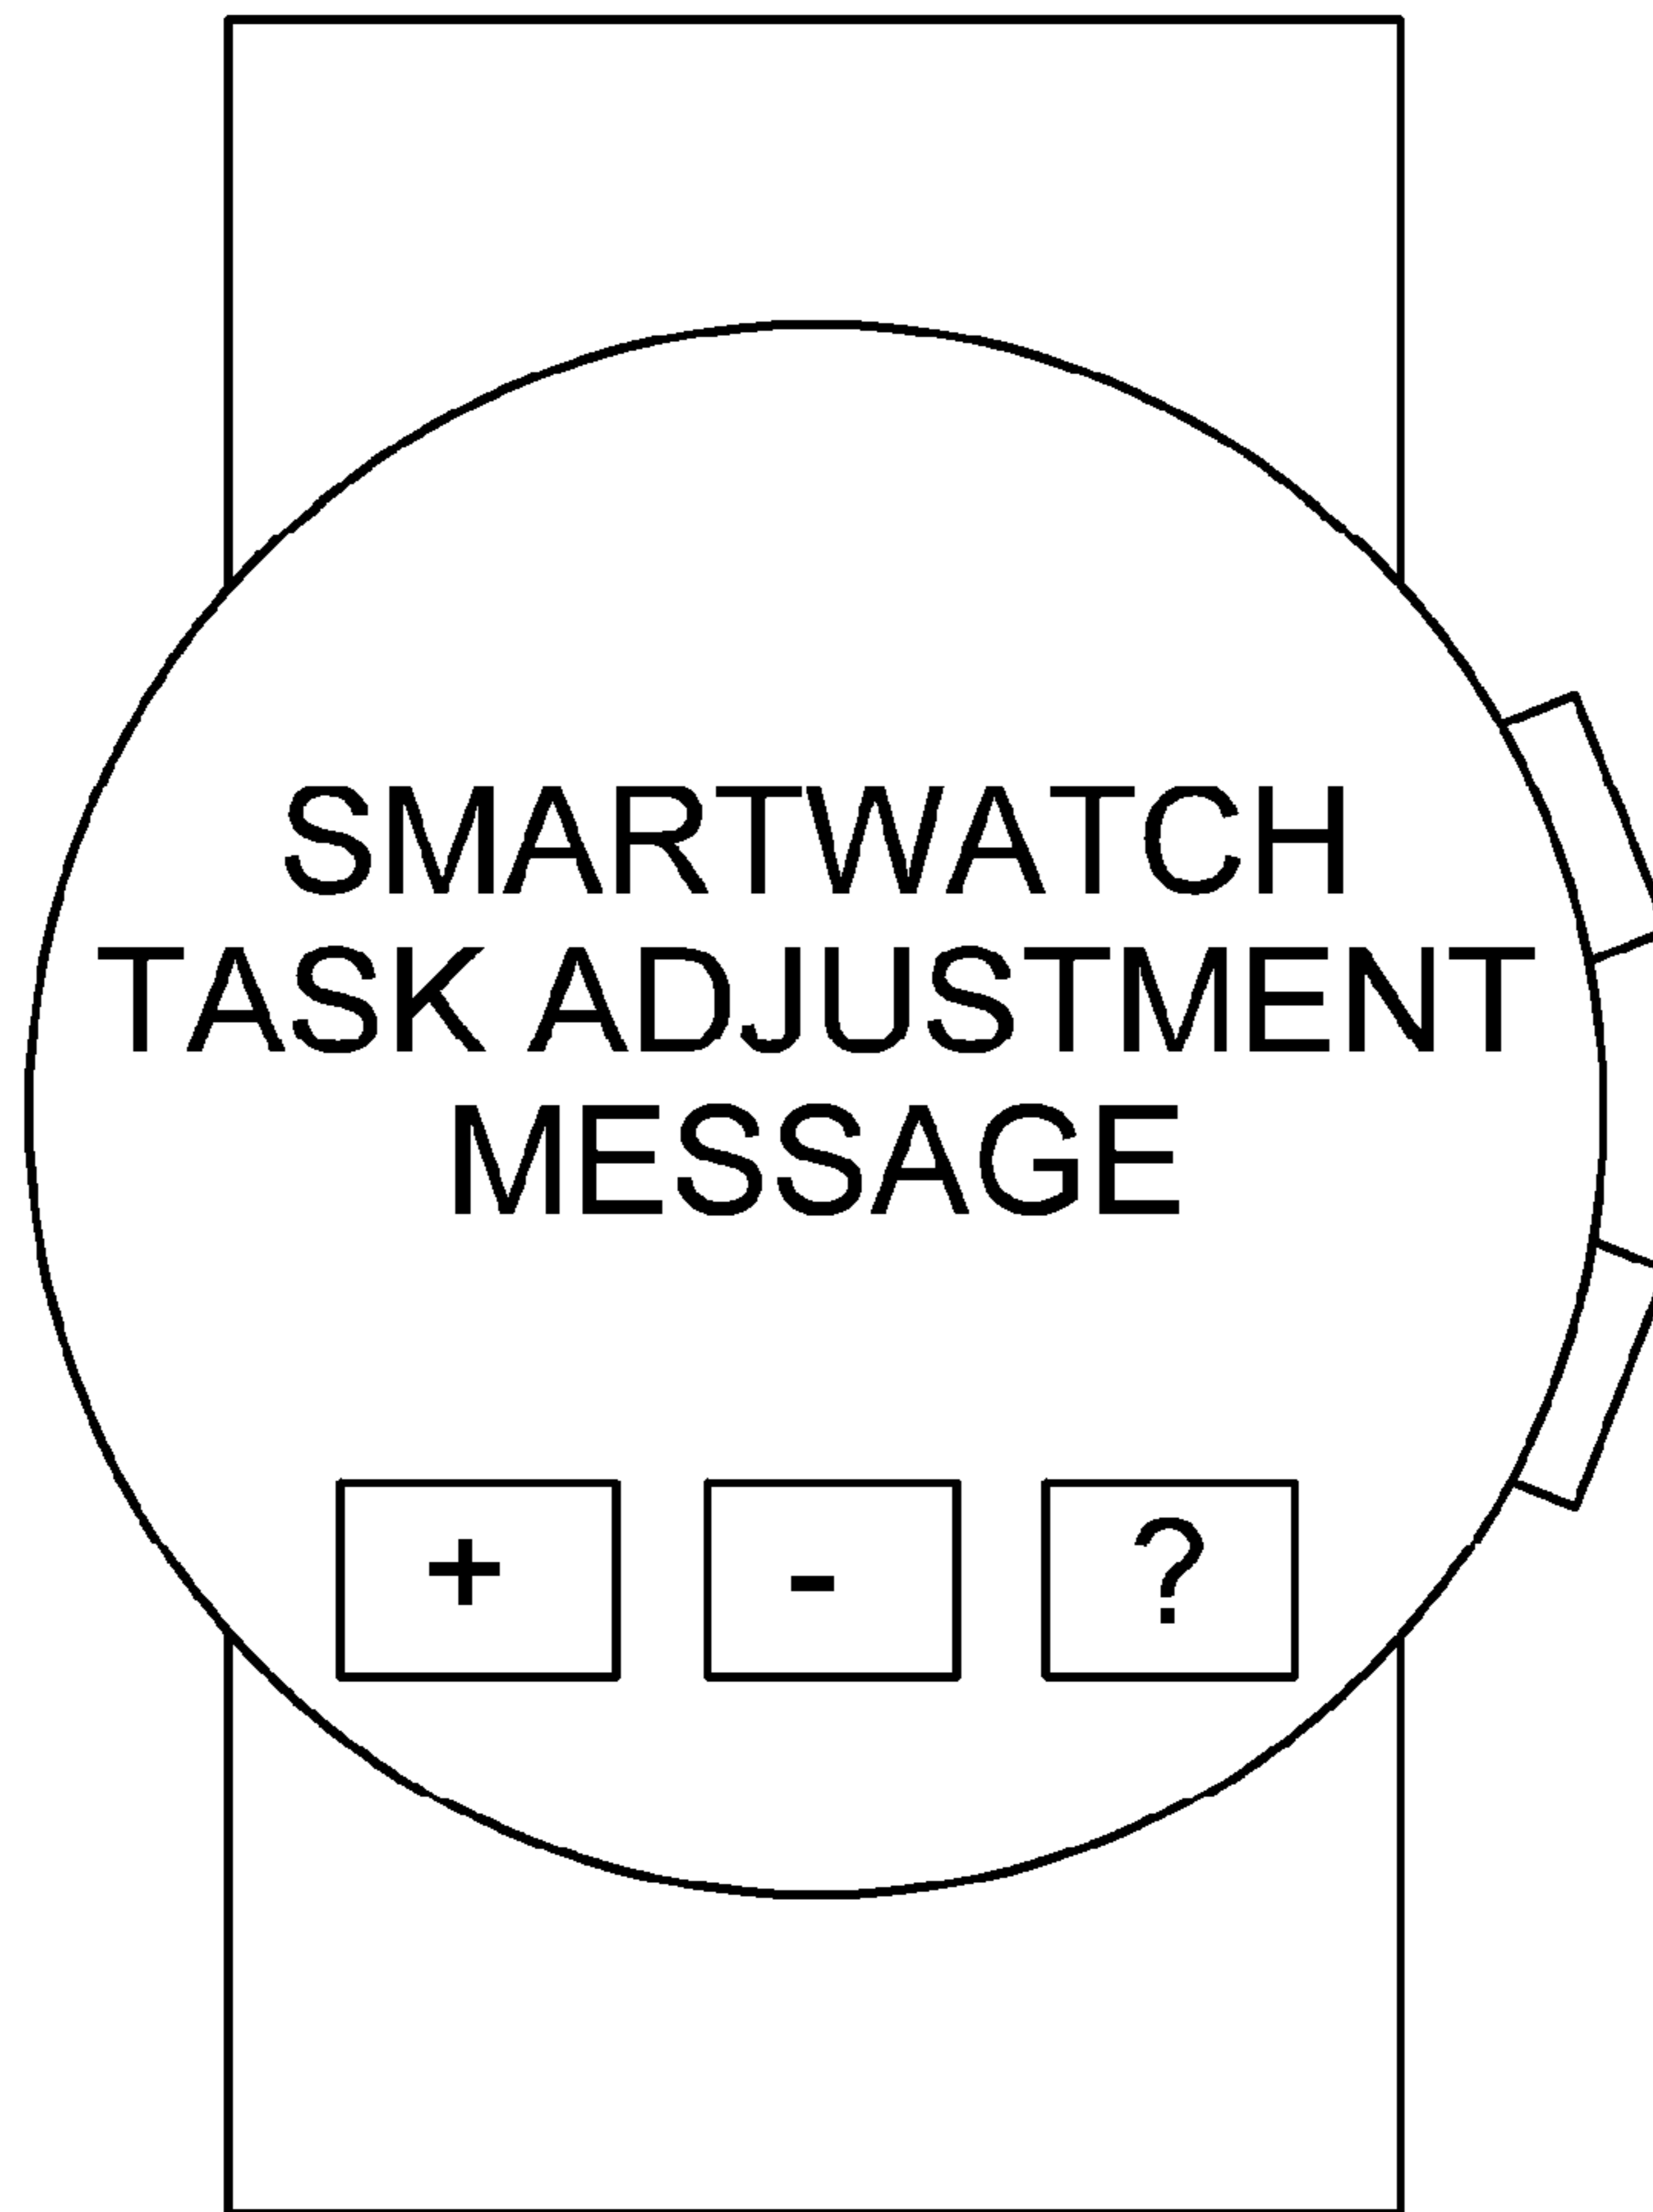 SMARTWATCH
TASK ADJUSTMENT
MESSAGE
+ - ?